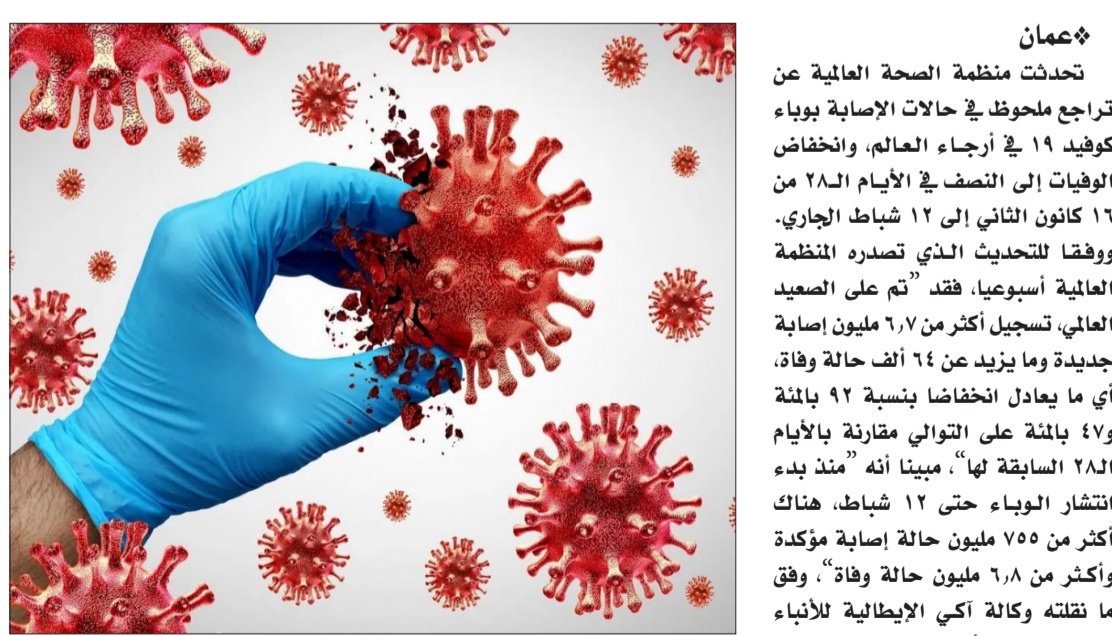 ❖عمان
تحدثت منظمة الصحة العالمية عن
تراجع ملحوظ في حالات الإصابة بوباء
كوفيد ١٩ في أرجاء العالم، وانخفاض
الوفيات إلى النصف في الأيام الـ٢٨ من
١٦ كانون الثاني إلى ١٢ شباط الجاري.
ووفقا للتحديث الذي تصدره المنظمة
العالمية أسبوعيا، فقد ”تم على الصعيد
العالمي، تسجيل أكثر من ٦,٧ مليون إصابة
جديدة وما يزيد عن ٦٤ ألف حالة وفاة،
أي ما يعادل انخفاضا بنسبة ٩٢ بالمئة
و٤٧ بالمئة على التوالي مقارنة بالأيام
الـ٢٨ السابقة لها“، مبينا أنه ”منذ بدء
انتشار الوباء حتى ١٢ شباط، هناك
أكثر من ٧٥٥ مليون حالة إصابة مؤكدة
وأكثر من ٦,٨ مليون حالة وفاة“، وفق
ما نقلته وكالة آكي الإيطالية للأنباء